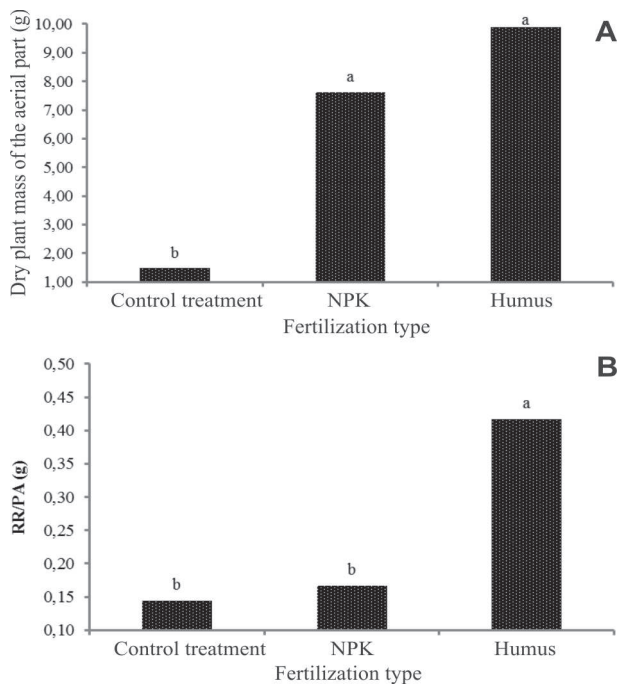 A
Dry plant mass of the aerial part (g)
10,00
9,00
8,00
7,00
6,00
5,00
4,00
3,00
2,00
1,00
b
a
a
Control treatment
NPK
Humus
Fertilization type
B
RR/PA (g)
0,50
0,45
0,40
0,35
0,30
0,25
0,20
0,15
0,10
b
b
a
Control treatment
NPK
Humus
Fertilization type